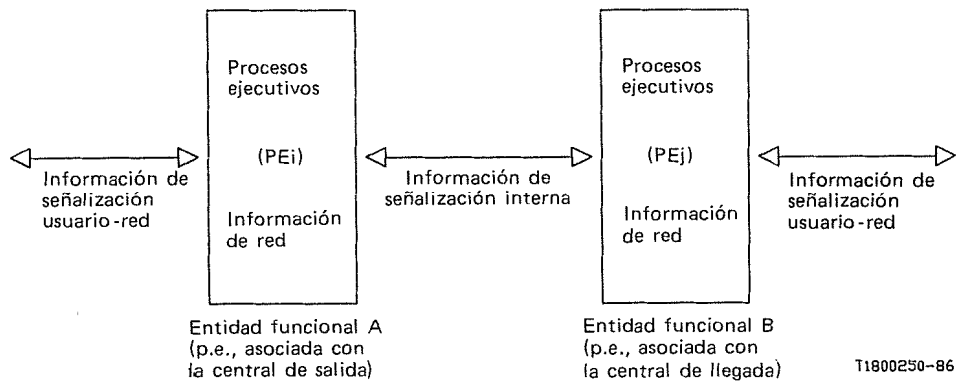 Procesos
ejecutivos
(PEi)
Información
de red
Procesos
ejecutivos
(PEj)
Información
de red
Información de
señalización
usuario-red
Información de
señalización interna
Información de
señalización
usuario-red
Entidad funcional A
(p.e., asociada con
la central de salida)
Entidad funcional B
(p.e., asociada con
la central de llegada)
T1800250-86